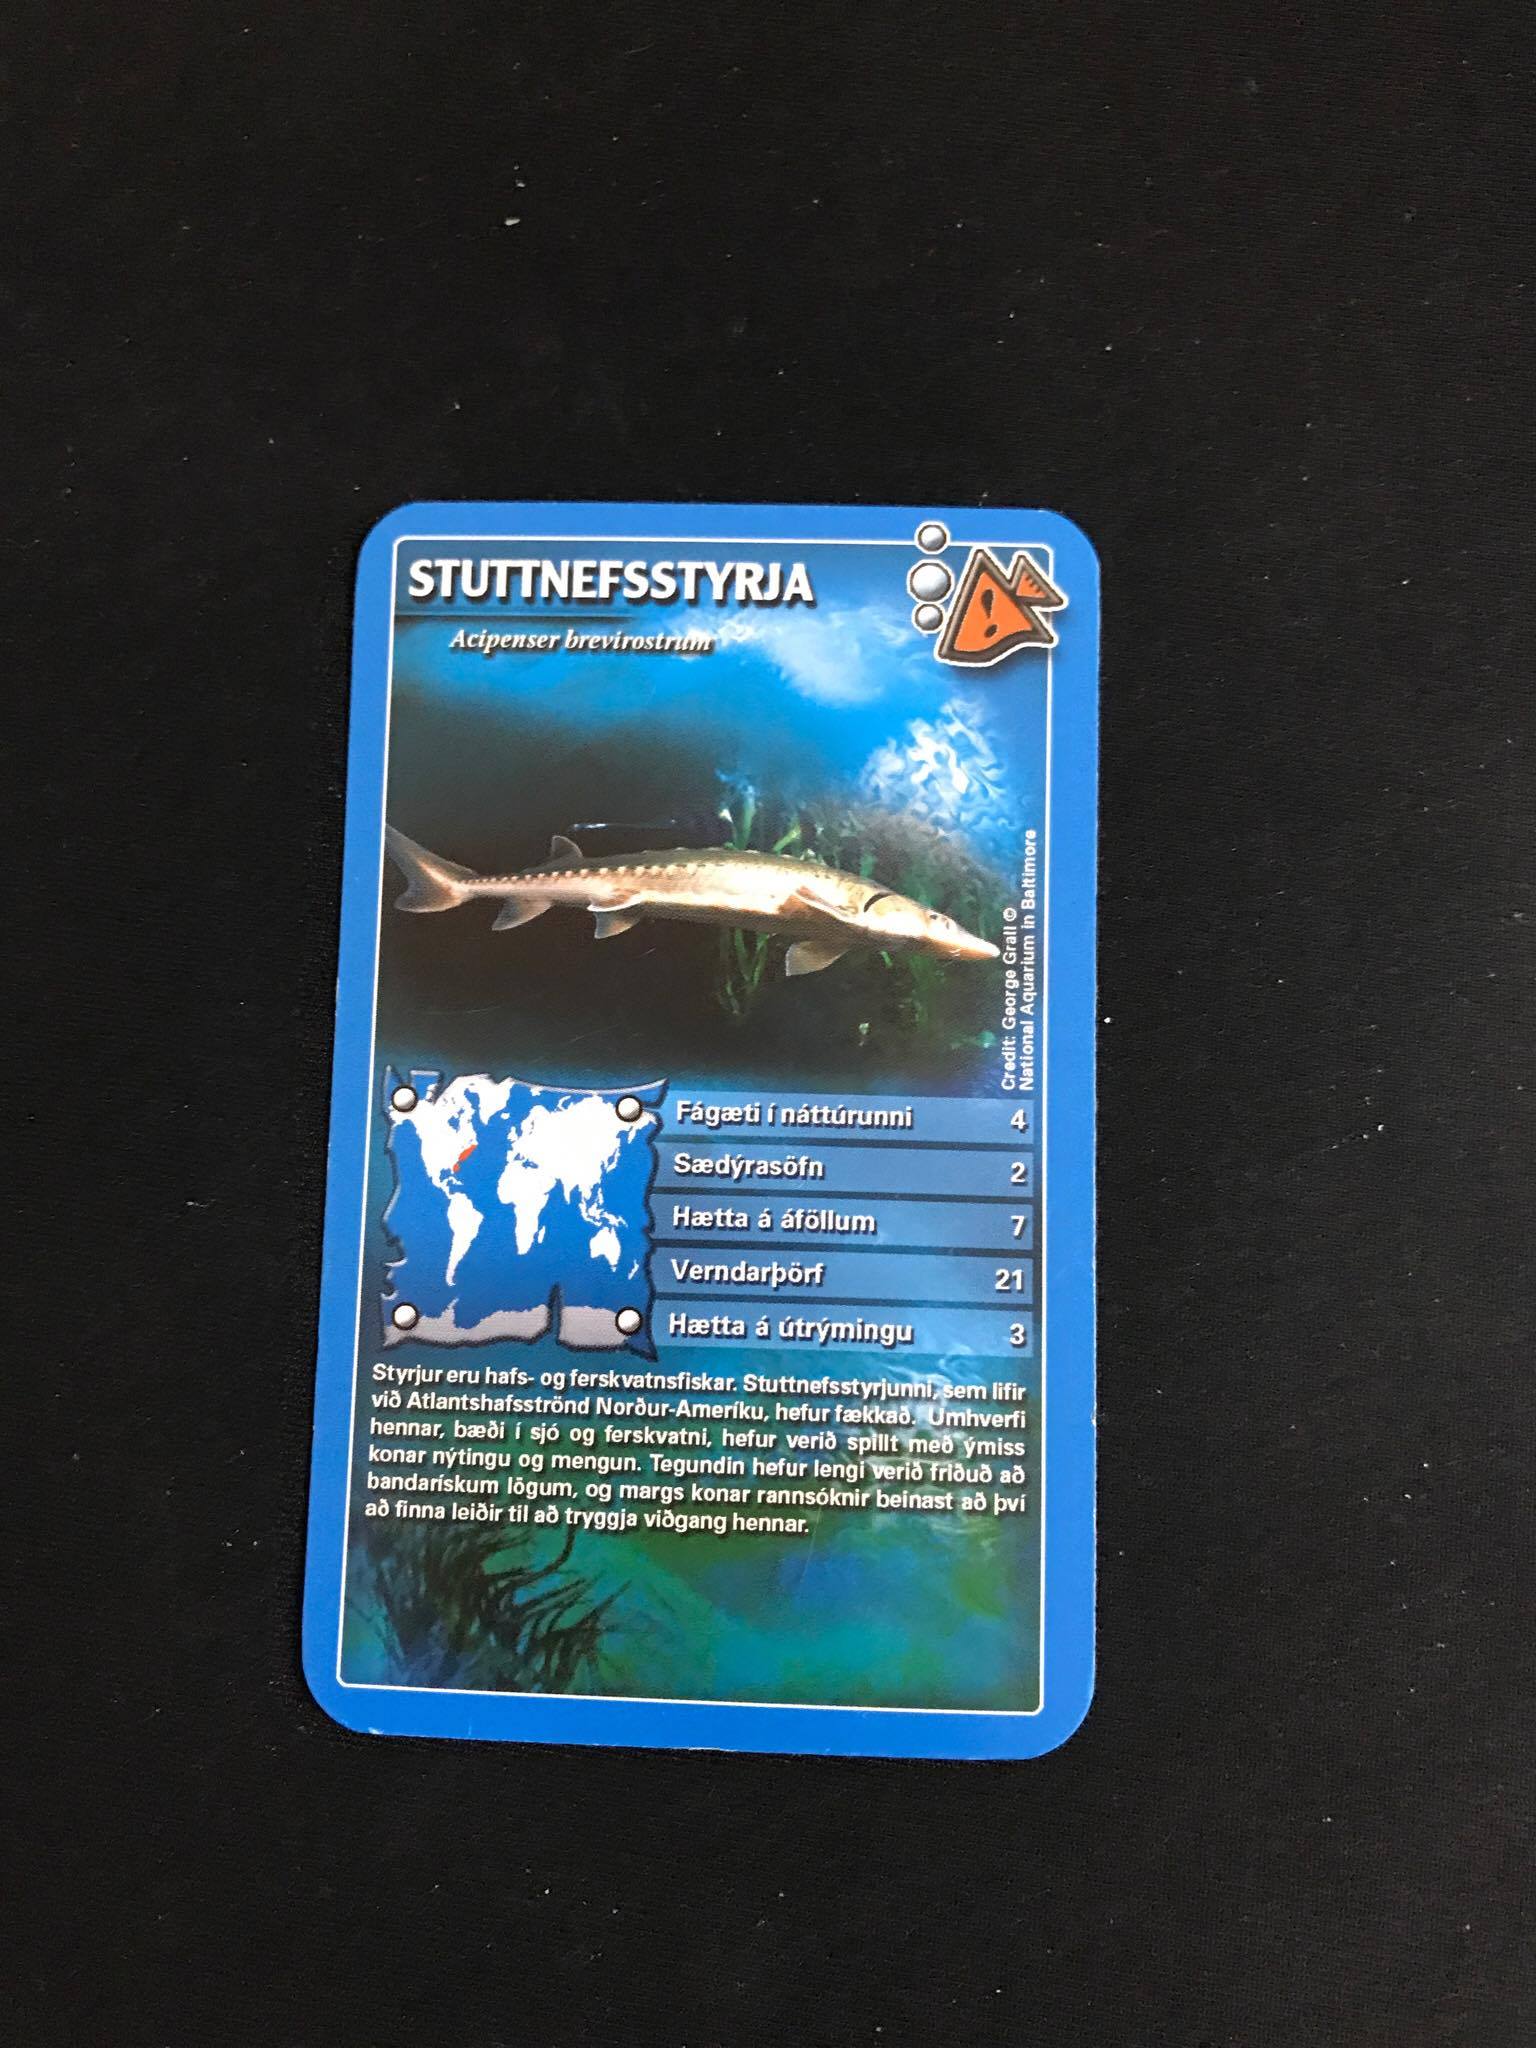 STUTTNEFSSTYRJA
Acipenser brevirostrum
Credit: George Grall ©
National Aquarium in Baltimore
Fágæti í náttúrunni 4
Sædýrasöfn 2
Hætta á áföllum 7
Verndarþörf 21
Hætta á útrýmingu 3
Styrjur eru hafs- og ferskvatnsfiskar. Stuttnefsstyrjunni, sem lifir
við Atlantshafsströnd Norður-Ameríku, hefur fækkað. Umhverfi
hennar, bæði í sjó og ferskvatni, hefur verið spillt með ýmiss
konar nýtingu og mengun. Tegundin hefur lengi verið friðuð að
bandarískum lögum, og margs konar rannsóknir beinast að því
að finna leiðir til að tryggja viðgang hennar.